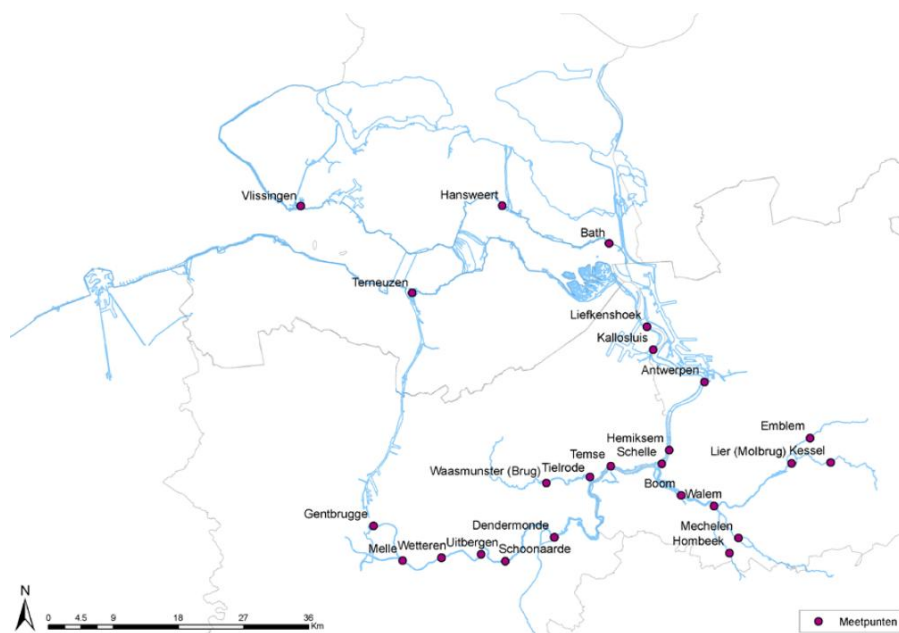 Vlissingen
Hansweert
Bath
Terneuzen
Liefkenshoek
Kallosluis
Antwerpen
Emblem
Hemiksem
Lier (Molbrug) Kessel
Schelle
Temse
Tielrode
Waasmunster (Brug)
Boom
Walem
Gentbrugge
Dendermonde
Mechelen
Hombeek
Uitbergen
Wetteren
Melle
Schoonaarde
N
0 4.5 9 18 27 36
Km
Meetpunten